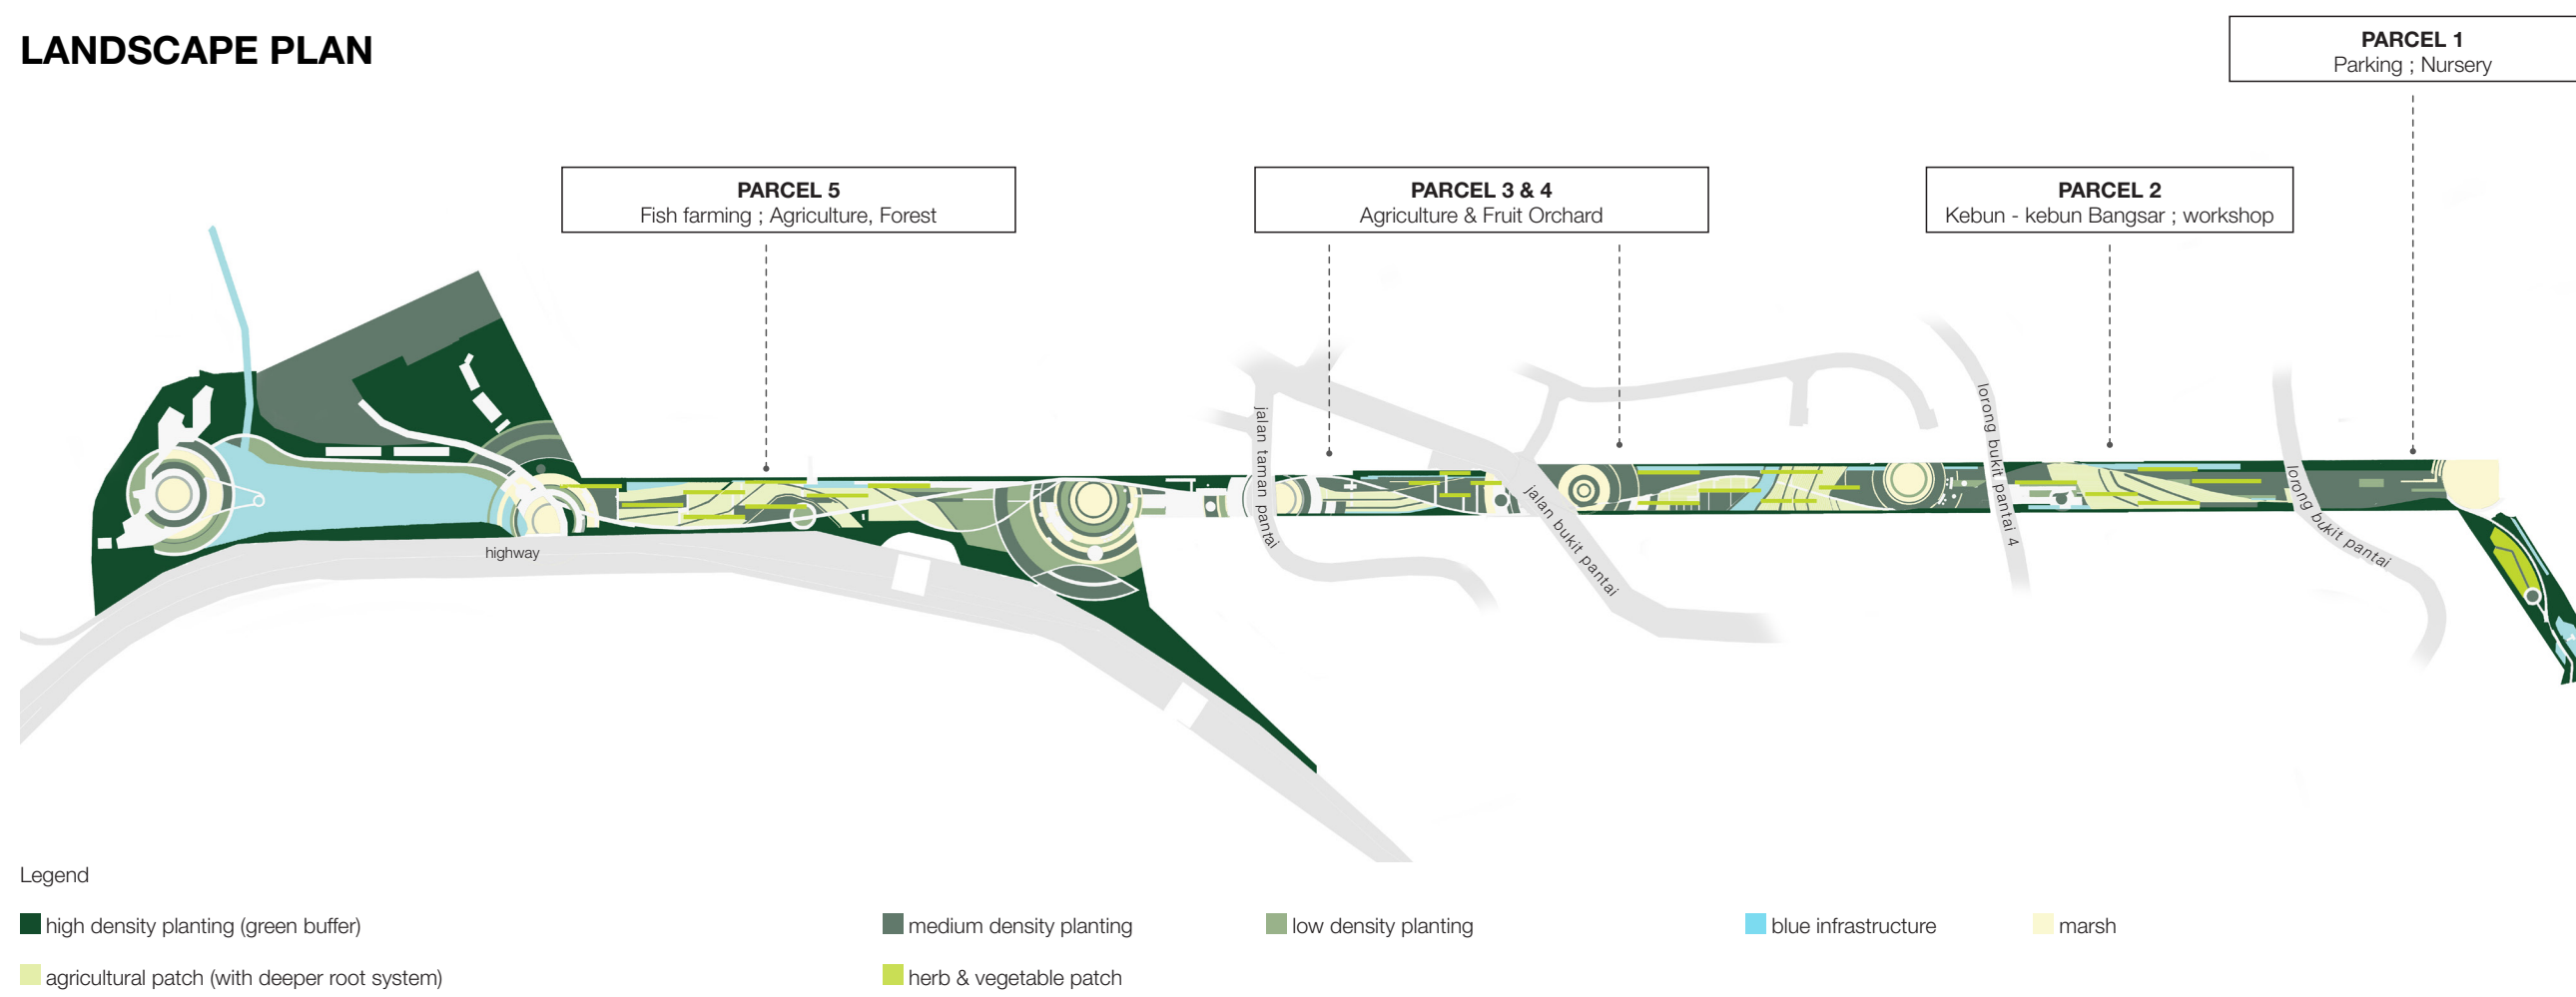 LANDSCAPE PLAN
PARCEL 1
Parking ; Nursery
PARCEL 5
Fish farming ; Agriculture, Forest
PARCEL 3 & 4
Agriculture & Fruit Orchard
PARCEL 2
Kebun - kebun Bangsar ; workshop
jalan taman pantai
jalan bukit pantai
lorong bukit pantai 4
lorong bukit pantai
highway
Legend
high density planting (green buffer)
medium density planting
low density planting
blue infrastructure
marsh
agricultural patch (with deeper root system)
herb & vegetable patch